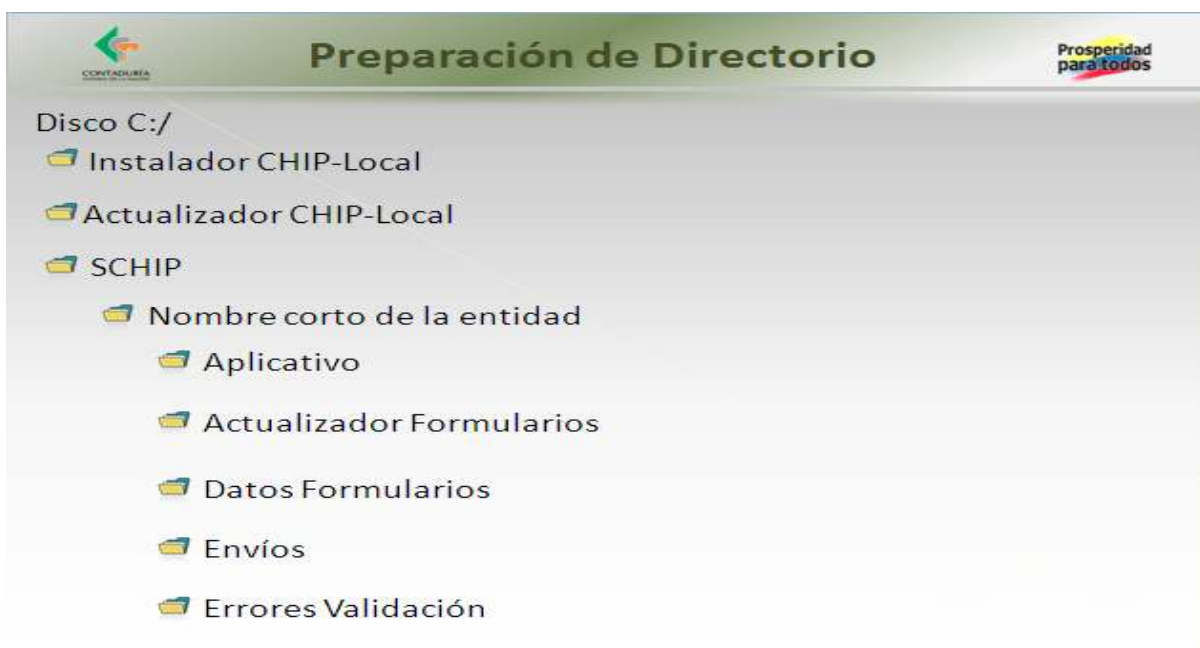 CONTADURÍA
Preparación de Directorio
Prosperidad
para todos
Disco C:/
Instalador CHIP-Local
Actualizador CHIP-Local
SCHIP
Nombre corto de la entidad
Aplicativo
Actualizador Formularios
Datos Formularios
Envíos
Errores Validación